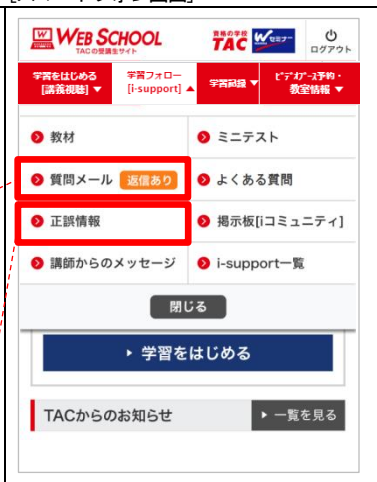 [スマートフォン画面]
WEB SCHOOL
TACの受講生サイト
資格の学校
TAC
Wセミナー
ログアウト
学習をはじめる
[講義視聴] ▼
学習フォロー
[i-support] ▲
学習記録 ▼
ビデオブース予約・
教室情報 ▼
教材
ミニテスト
質問メール 返信あり
よくある質問
正誤情報
掲示板[iコミュニティ]
講師からのメッセージ
i-support一覧
閉じる
学習をはじめる
TACからのお知らせ
一覧を見る